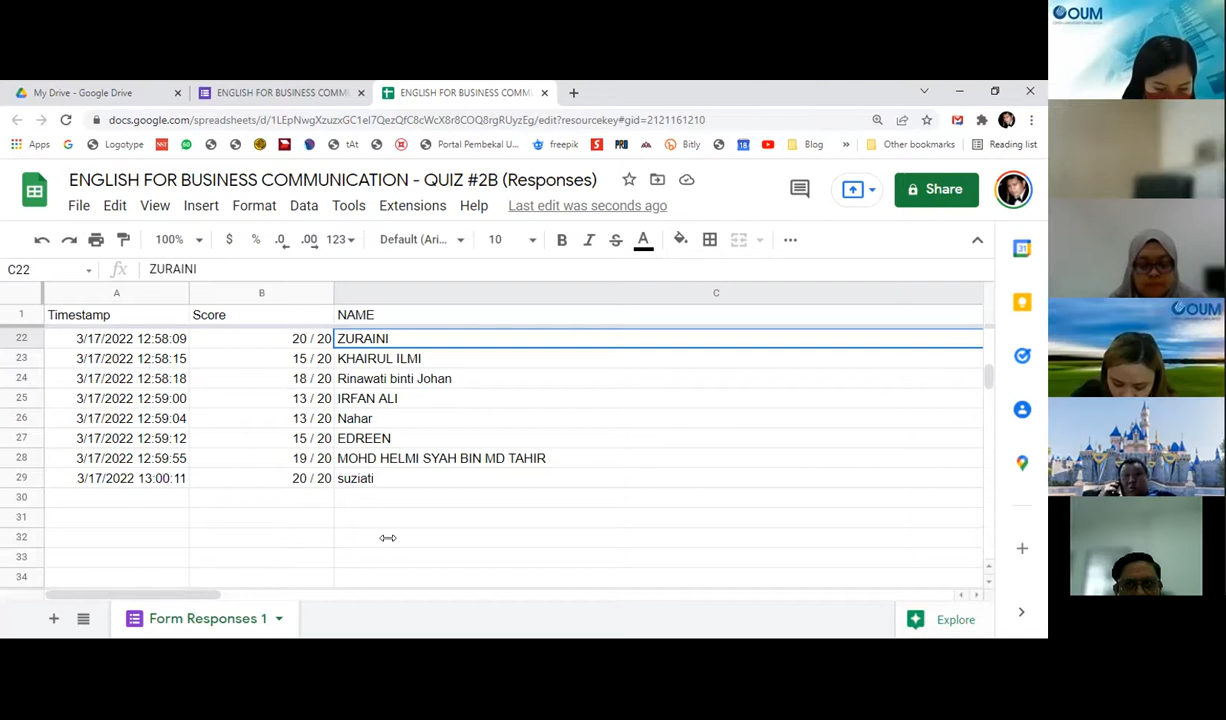 OUM
My Drive - Google Drive
ENGLISH FOR BUSINESS COMMU
ENGLISH FOR BUSINESS COMMU
docs.google.com/spreadsheets/d/1LEpNwgXzuzxGC1eI7QezQfC8cWcX8r8COQ8rgRUyzEg/edit?resourcekey#gid=2121161210
Apps Logotype tAt Portal Pembekal U... freepik Bitly Blog » Other bookmarks Reading list
ENGLISH FOR BUSINESS COMMUNICATION - QUIZ #2B (Responses)
Share
File Edit View Insert Format Data Tools Extensions Help Last edit was seconds ago
100% $ % .0 .00 123 Default (Ari... 10 B I S A
C22 fx ZURAINI
A B C
1 Timestamp Score NAME
22 3/17/2022 12:58:09 20 / 20 ZURAINI
23 3/17/2022 12:58:15 15 / 20 KHAIRUL ILMI
24 3/17/2022 12:58:18 18 / 20 Rinawati binti Johan
25 3/17/2022 12:59:00 13 / 20 IRFAN ALI
26 3/17/2022 12:59:04 13 / 20 Nahar
27 3/17/2022 12:59:12 15 / 20 EDREEN
28 3/17/2022 12:59:55 19 / 20 MOHD HELMI SYAH BIN MD TAHIR
29 3/17/2022 13:00:11 20 / 20 suziati
30
31
32
33
34
Form Responses 1
Explore
OUM